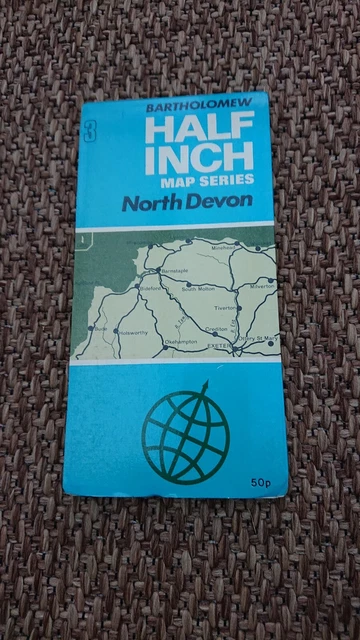 BARTHOLOMEW
3
HALF
INCH
MAP SERIES
North Devon
Minehead
Barnstaple
Bideford
South Molton
Milverton
Tiverton
Bude
Holsworthy
Crediton
Okehampton
EXETER
Ottery St Mary
50p